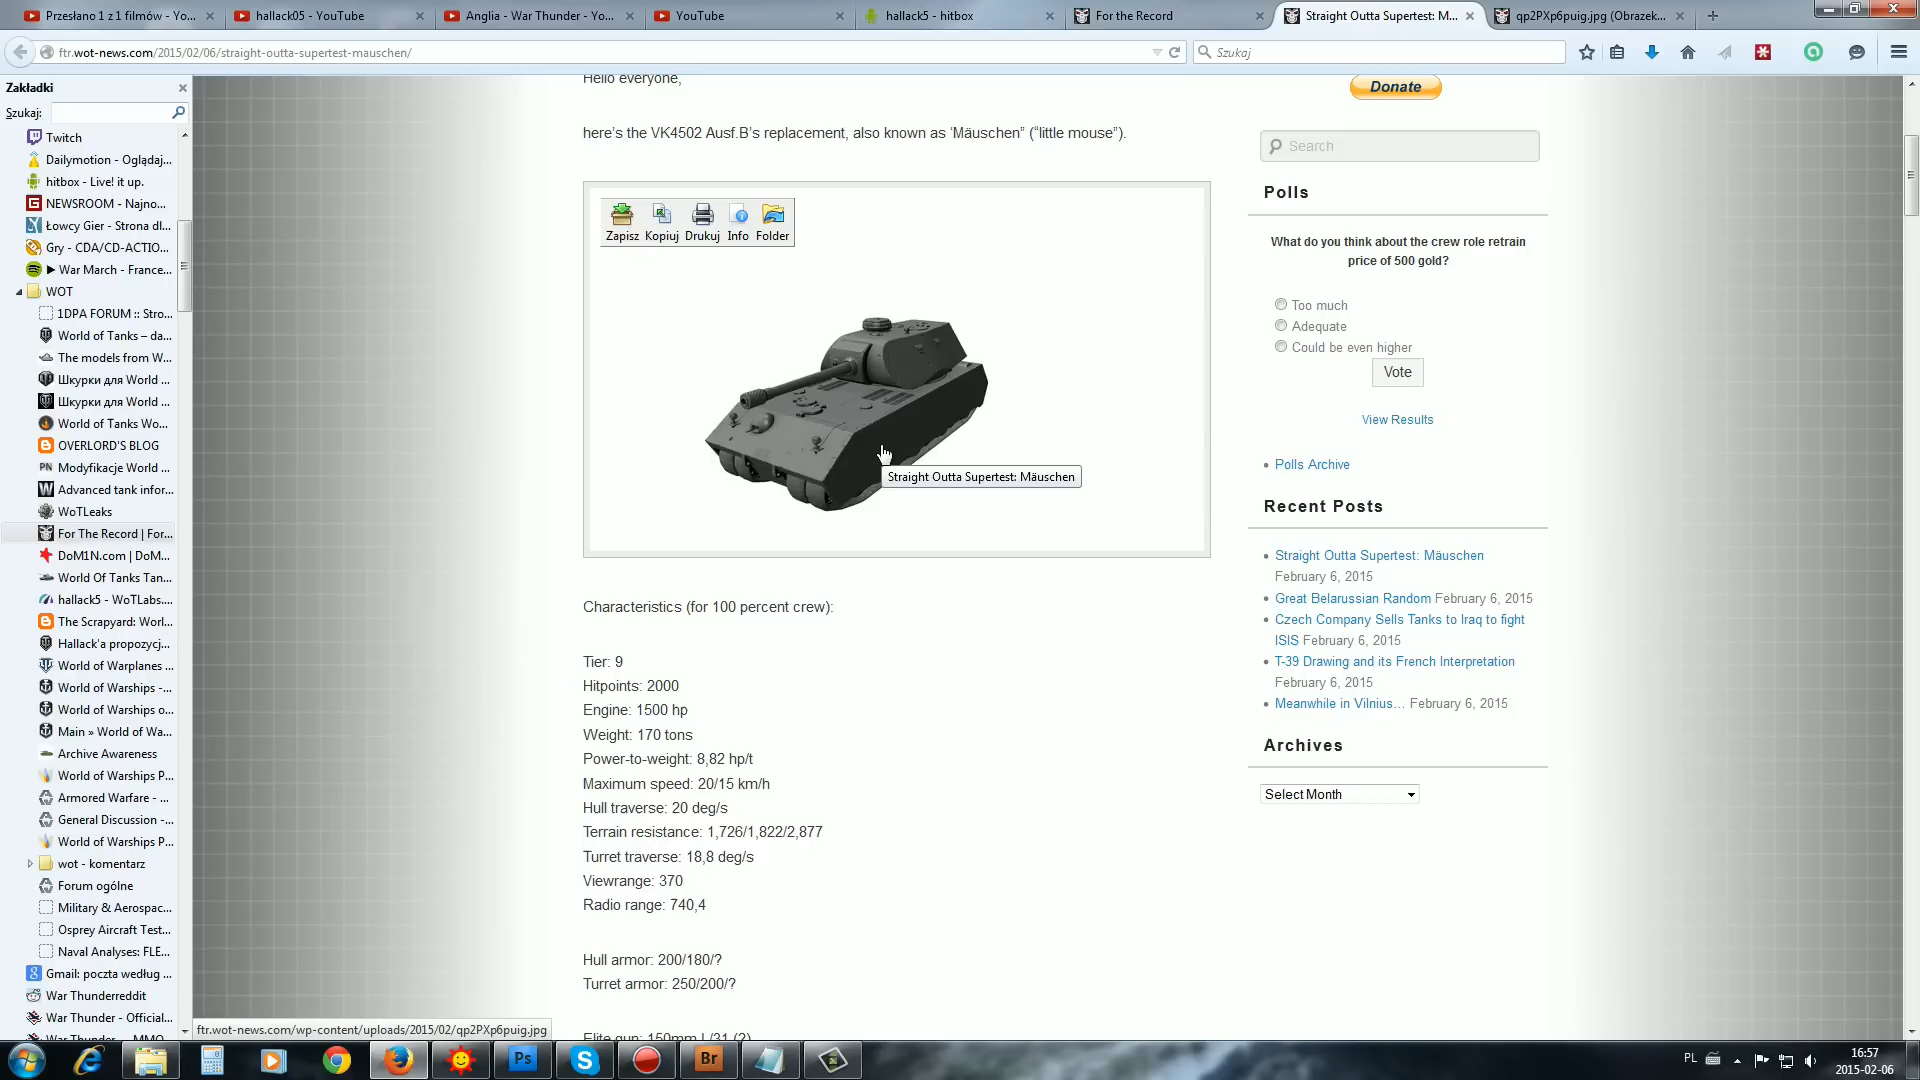 Przesłano 1 z 1 filmów - Yo...
hallack05 - YouTube
Anglia - War Thunder - Yo...
YouTube
hallack5 - hitbox
For the Record
Straight Outta Supertest: M...
qp2PXp6puig.jpg (Obrazek...
ftr.wot-news.com/2015/02/06/straight-outta-supertest-mauschen/
Szukaj
Zakładki
Szukaj:
Twitch
Dailymotion - Oglądaj...
hitbox - Live! it up.
NEWSROOM - Najno...
Łowcy Gier - Strona dl...
Gry - CDA/CD-ACTIO...
▶ War March - France...
WOT
1DPA FORUM :: Stro...
World of Tanks – da...
The models from W...
Шкурки для World ...
Шкурки для World ...
World of Tanks Wo...
OVERLORD'S BLOG
Modyfikacje World ...
Advanced tank infor...
WoTLeaks
For The Record | For...
DoM1N.com | DoM...
World Of Tanks Tan...
hallack5 - WoTLabs....
The Scrapyard: Worl...
Hallack'a propozycj...
World of Warplanes ...
World of Warships -...
World of Warships o...
Main » World of Wa...
Archive Awareness
World of Warships P...
Armored Warfare - ...
General Discussion -...
World of Warships P...
wot - komentarz
Forum ogólne
Military & Aerospac...
Osprey Aircraft Test...
Naval Analyses: FLE...
Gmail: poczta według ...
War Thunderreddit
War Thunder - Official...
War Thunder — MMO
Hello everyone,
here's the VK4502 Ausf.B's replacement, also known as 'Mäuschen" ("little mouse").
Zapisz Kopiuj Drukuj Info Folder
Straight Outta Supertest: Mäuschen
Characteristics (for 100 percent crew):
Tier: 9
Hitpoints: 2000
Engine: 1500 hp
Weight: 170 tons
Power-to-weight: 8,82 hp/t
Maximum speed: 20/15 km/h
Hull traverse: 20 deg/s
Terrain resistance: 1,726/1,822/2,877
Turret traverse: 18,8 deg/s
Viewrange: 370
Radio range: 740,4
Hull armor: 200/180/?
Turret armor: 250/200/?
Elite gun: 150mm L/31 (?)
ftr.wot-news.com/wp-content/uploads/2015/02/qp2PXp6puig.jpg
Donate
Search
Polls
What do you think about the crew role retrain
price of 500 gold?
Too much
Adequate
Could be even higher
Vote
View Results
Polls Archive
Recent Posts
Straight Outta Supertest: Mäuschen
February 6, 2015
Great Belarussian Random February 6, 2015
Czech Company Sells Tanks to Iraq to fight
ISIS February 6, 2015
T-39 Drawing and its French Interpretation
February 6, 2015
Meanwhile in Vilnius... February 6, 2015
Archives
Select Month
Ps
Br
PL
16:57
2015-02-06